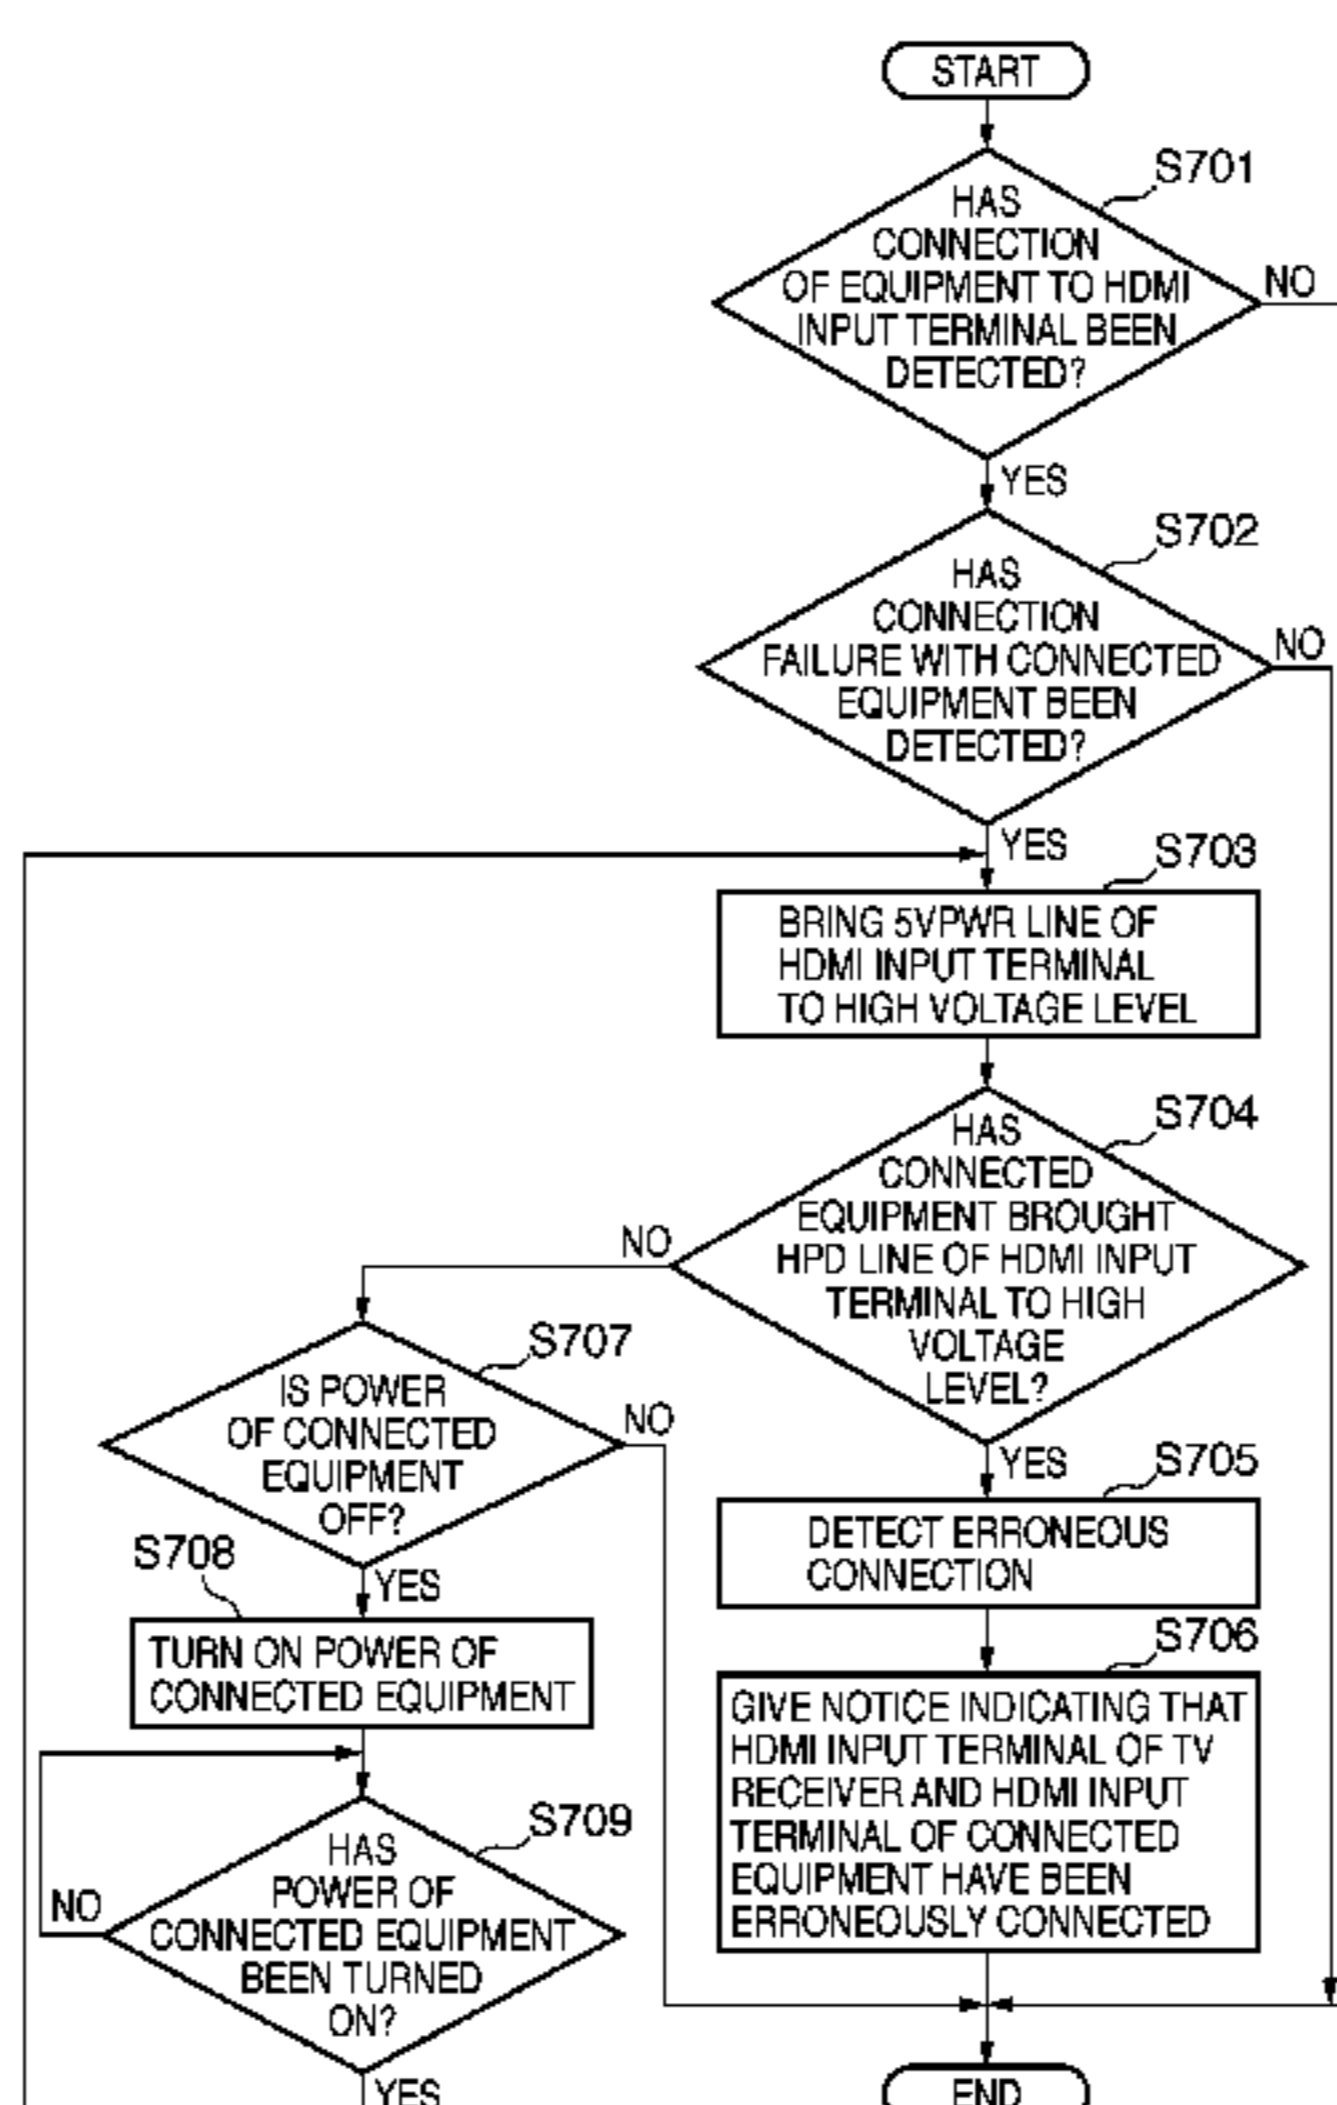 START
S701
HAS
CONNECTION
OF EQUIPMENT TO HDMI
INPUT TERMINAL BEEN
DETECTED?
NO
YES
S702
HAS
CONNECTION
FAILURE WITH CONNECTED
EQUIPMENT BEEN
DETECTED?
NO
YES
S703
BRING 5VPWR LINE OF
HDMI INPUT TERMINAL
TO HIGH VOLTAGE LEVEL
S704
HAS
CONNECTED
EQUIPMENT BROUGHT
HPD LINE OF HDMI INPUT
TERMINAL TO HIGH
VOLTAGE
LEVEL?
NO
YES
S705
DETECT ERRONEOUS
CONNECTION
S706
GIVE NOTICE INDICATING THAT
HDMI INPUT TERMINAL OF TV
RECEIVER AND HDMI INPUT
TERMINAL OF CONNECTED
EQUIPMENT HAVE BEEN
ERRONEOUSLY CONNECTED
S707
IS POWER
OF CONNECTED
EQUIPMENT
OFF?
NO
YES
S708
TURN ON POWER OF
CONNECTED EQUIPMENT
S709
HAS
POWER OF
CONNECTED EQUIPMENT
BEEN TURNED
ON?
NO
YES
END